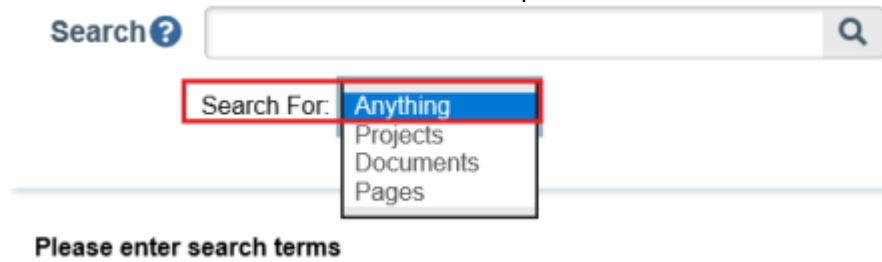 Search
Search For: Anything
Projects
Documents
Pages
Please enter search terms